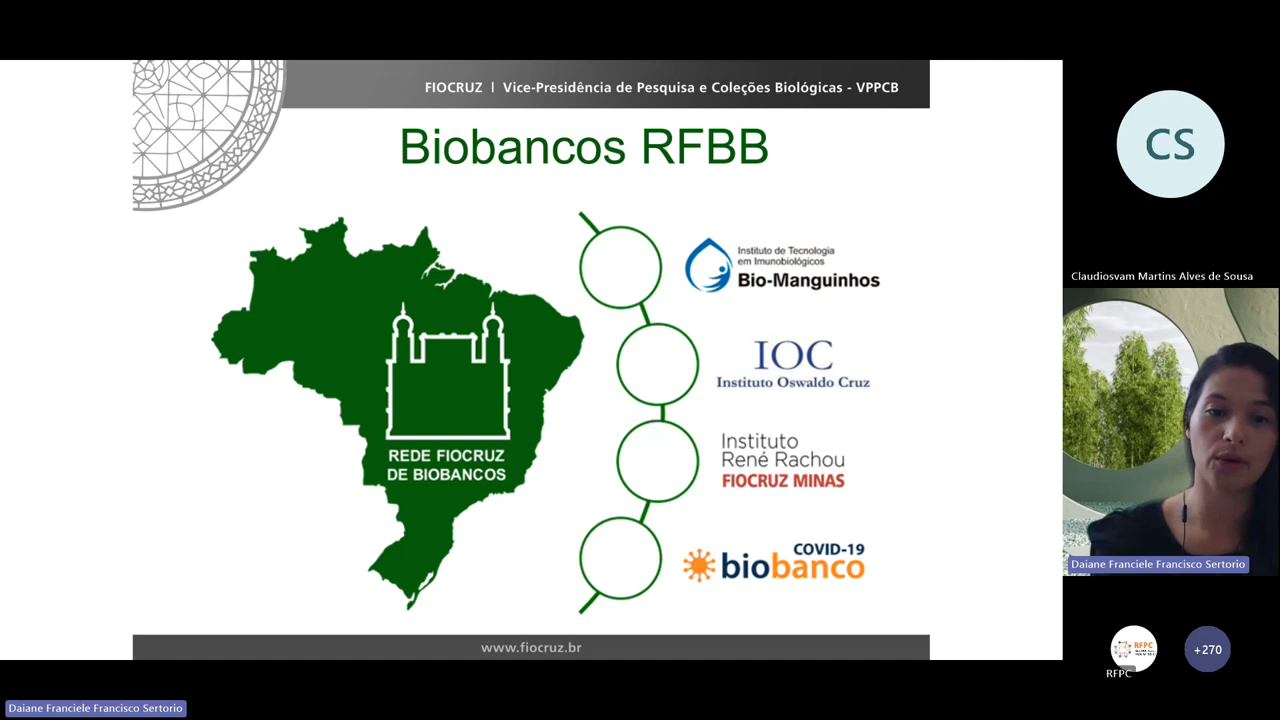 FIOCRUZ | Vice-Presidência de Pesquisa e Coleções Biológicas - VPPCB
Biobancos RFBB
REDE FIOCRUZ
DE BIOBANCOS
Instituto de Tecnologia
em Imunobiológicos
Bio-Manguinhos
IOC
Instituto Oswaldo Cruz
Instituto
René Rachou
FIOCRUZ MINAS
COVID-19
biobanco
www.fiocruz.br
CS
Claudiosvam Martins Alves de Sousa
Daiane Franciele Francisco Sertorio
RFPC
RFPC
+270
Daiane Franciele Francisco Sertorio